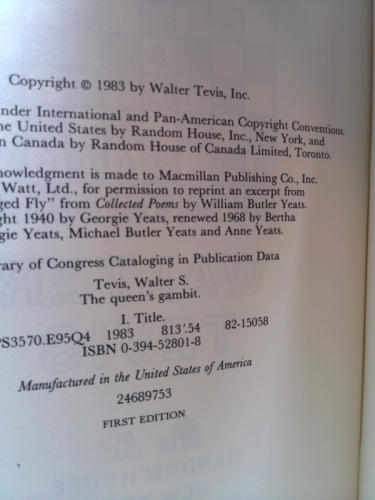 Copyright © 1983 by Walter Tevis, Inc.
nder International and Pan-American Copyright Conventions.
he United States by Random House, Inc., New York, and
n Canada by Random House of Canada Limited, Toronto.
nowledgment is made to Macmillan Publishing Co., Inc.
Watt, Ltd., for permission to reprint an excerpt from
ged Fly" from Collected Poems by William Butler Yeats.
ght 1940 by Georgie Yeats, renewed 1968 by Bertha
gie Yeats, Michael Butler Yeats and Anne Yeats.
rary of Congress Cataloging in Publication Data
Tevis, Walter S.
The queen's gambit.
I. Title.
PS3570.E95Q4 1983 813'.54 82-15058
ISBN 0-394-52801-8
Manufactured in the United States of America
24689753
FIRST EDITION